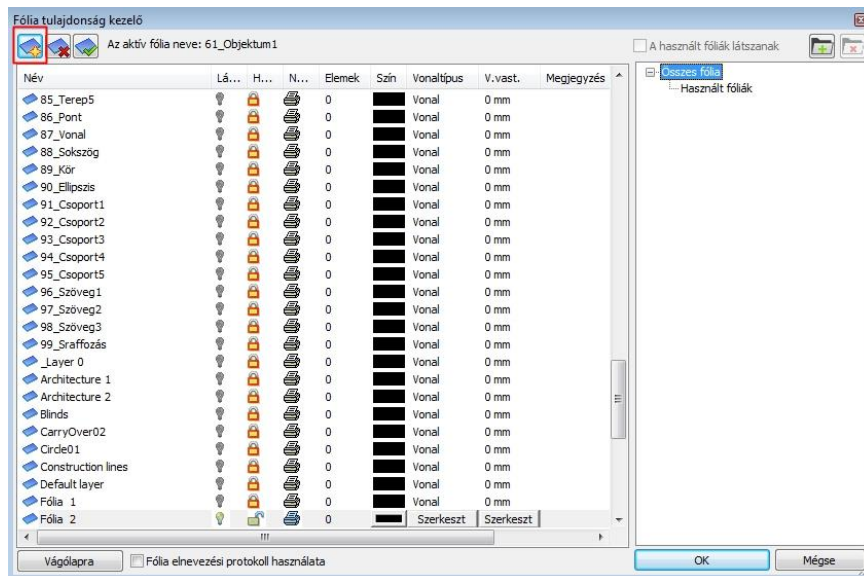 Fólia tulajdonság kezelő
Az aktív fólia neve: 61_Objektum1
A használt fóliák látszanak
Név Lá... H... N... Elemek Szín Vonaltípus V.vast. Megjegyzés
85_Terep5 0 Vonal 0 mm
86_Pont 0 Vonal 0 mm
87_Vonal 0 Vonal 0 mm
88_Sokszög 0 Vonal 0 mm
89_Kör 0 Vonal 0 mm
90_Ellipszis 0 Vonal 0 mm
91_Csoport1 0 Vonal 0 mm
92_Csoport2 0 Vonal 0 mm
93_Csoport3 0 Vonal 0 mm
94_Csoport4 0 Vonal 0 mm
95_Csoport5 0 Vonal 0 mm
96_Szöveg1 0 Vonal 0 mm
97_Szöveg2 0 Vonal 0 mm
98_Szöveg3 0 Vonal 0 mm
99_Sraffozás 0 Vonal 0 mm
_Layer 0 0 Vonal 0 mm
Architecture 1 0 Vonal 0 mm
Architecture 2 0 Vonal 0 mm
Blinds 0 Vonal 0 mm
CarryOver02 0 Vonal 0 mm
Circle01 0 Vonal 0 mm
Construction lines 0 Vonal 0 mm
Default layer 0 Vonal 0 mm
Fólia 1 0 Vonal 0 mm
Fólia 2 0 Szerkeszt Szerkeszt
Összes fólia
Használt fóliák
Vágólapra
Fólia elnevezési protokoll használata
OK
Mégse